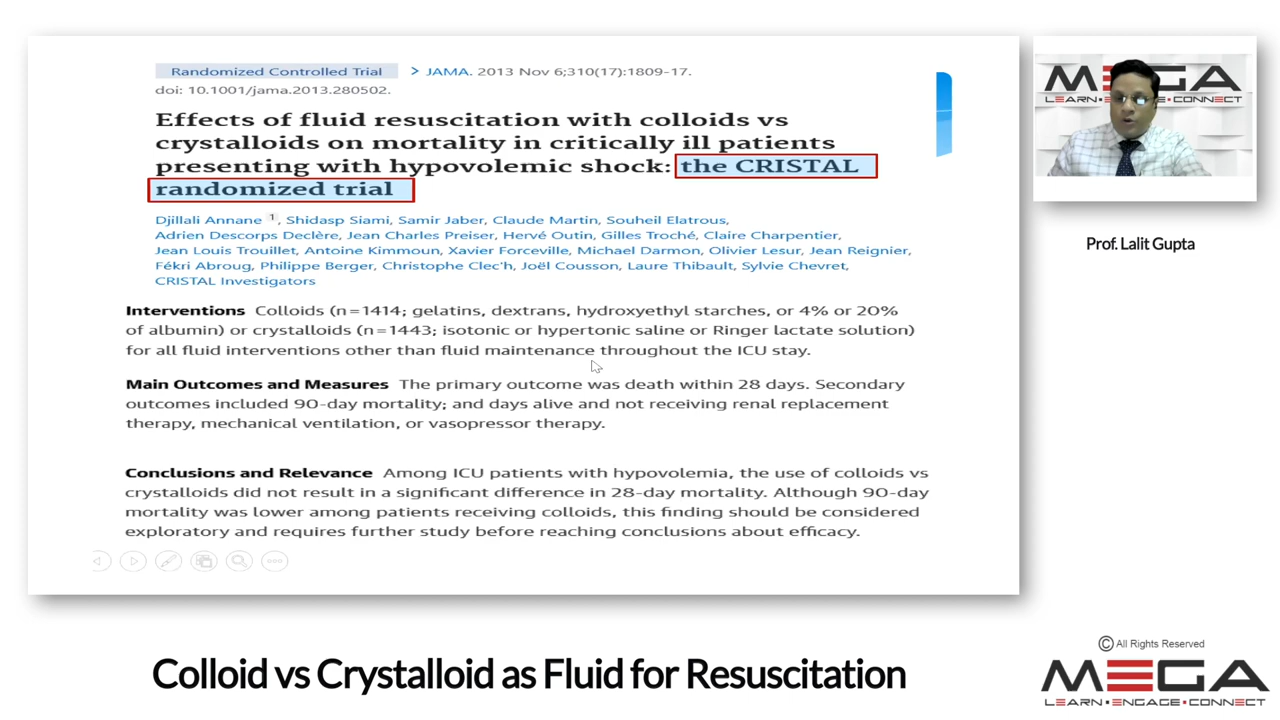 Randomized Controlled Trial > JAMA. 2013 Nov 6;310(17):1809-17.
doi: 10.1001/jama.2013.280502.
Effects of fluid resuscitation with colloids vs
crystalloids on mortality in critically ill patients
presenting with hypovolemic shock: the CRISTAL
randomized trial
Djillali Annane 1, Shidasp Siami, Samir Jaber, Claude Martin, Souheil Elatrous,
Adrien Descorps Declère, Jean Charles Preiser, Hervé Outin, Gilles Troché, Claire Charpentier,
Jean Louis Trouillet, Antoine Kimmoun, Xavier Forceville, Michael Darmon, Olivier Lesur, Jean Reignier,
Fékri Abroug, Philippe Berger, Christophe Clec'h, Joël Cousson, Laure Thibault, Sylvie Chevret,
CRISTAL Investigators
Interventions Colloids (n=1414; gelatins, dextrans, hydroxyethyl starches, or 4% or 20%
of albumin) or crystalloids (n=1443; isotonic or hypertonic saline or Ringer lactate solution)
for all fluid interventions other than fluid maintenance throughout the ICU stay.
Main Outcomes and Measures The primary outcome was death within 28 days. Secondary
outcomes included 90-day mortality; and days alive and not receiving renal replacement
therapy, mechanical ventilation, or vasopressor therapy.
Conclusions and Relevance Among ICU patients with hypovolemia, the use of colloids vs
crystalloids did not result in a significant difference in 28-day mortality. Although 90-day
mortality was lower among patients receiving colloids, this finding should be considered
exploratory and requires further study before reaching conclusions about efficacy.
MEGA
LEARN•ENGAGE•CONNECT
Prof. Lalit Gupta
Colloid vs Crystalloid as Fluid for Resuscitation
© All Rights Reserved
MEGA
LEARN•ENGAGE•CONNECT